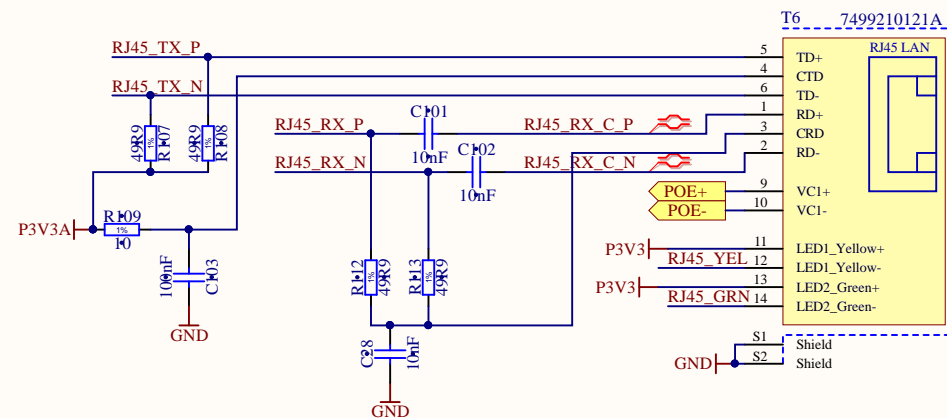 T6 7499210121A
RJ45 LAN
RJ45_TX_P 5 TD+
4 CTD
RJ45_TX_N 6 TD-
C101
RJ45_RX_P RJ45_RX_C_P 1 RD+
3 CRD
49R9 1% R107 49R9 1% R108
10nF C102
RJ45_RX_N RJ45_RX_C_N 2 RD-
10nF
POE+ 9 VC1+
POE- 10 VC1-
R109
P3V3A 1%
10
P3V3 11 LED1_Yellow+
RJ45_YEL 12 LED1_Yellow-
100nF C103 R112 1% 49R9 R113 1% 49R9
P3V3 13 LED2_Green+
RJ45_GRN 14 LED2_Green-
GND
C28 10nF
S1 Shield
GND S2 Shield
GND